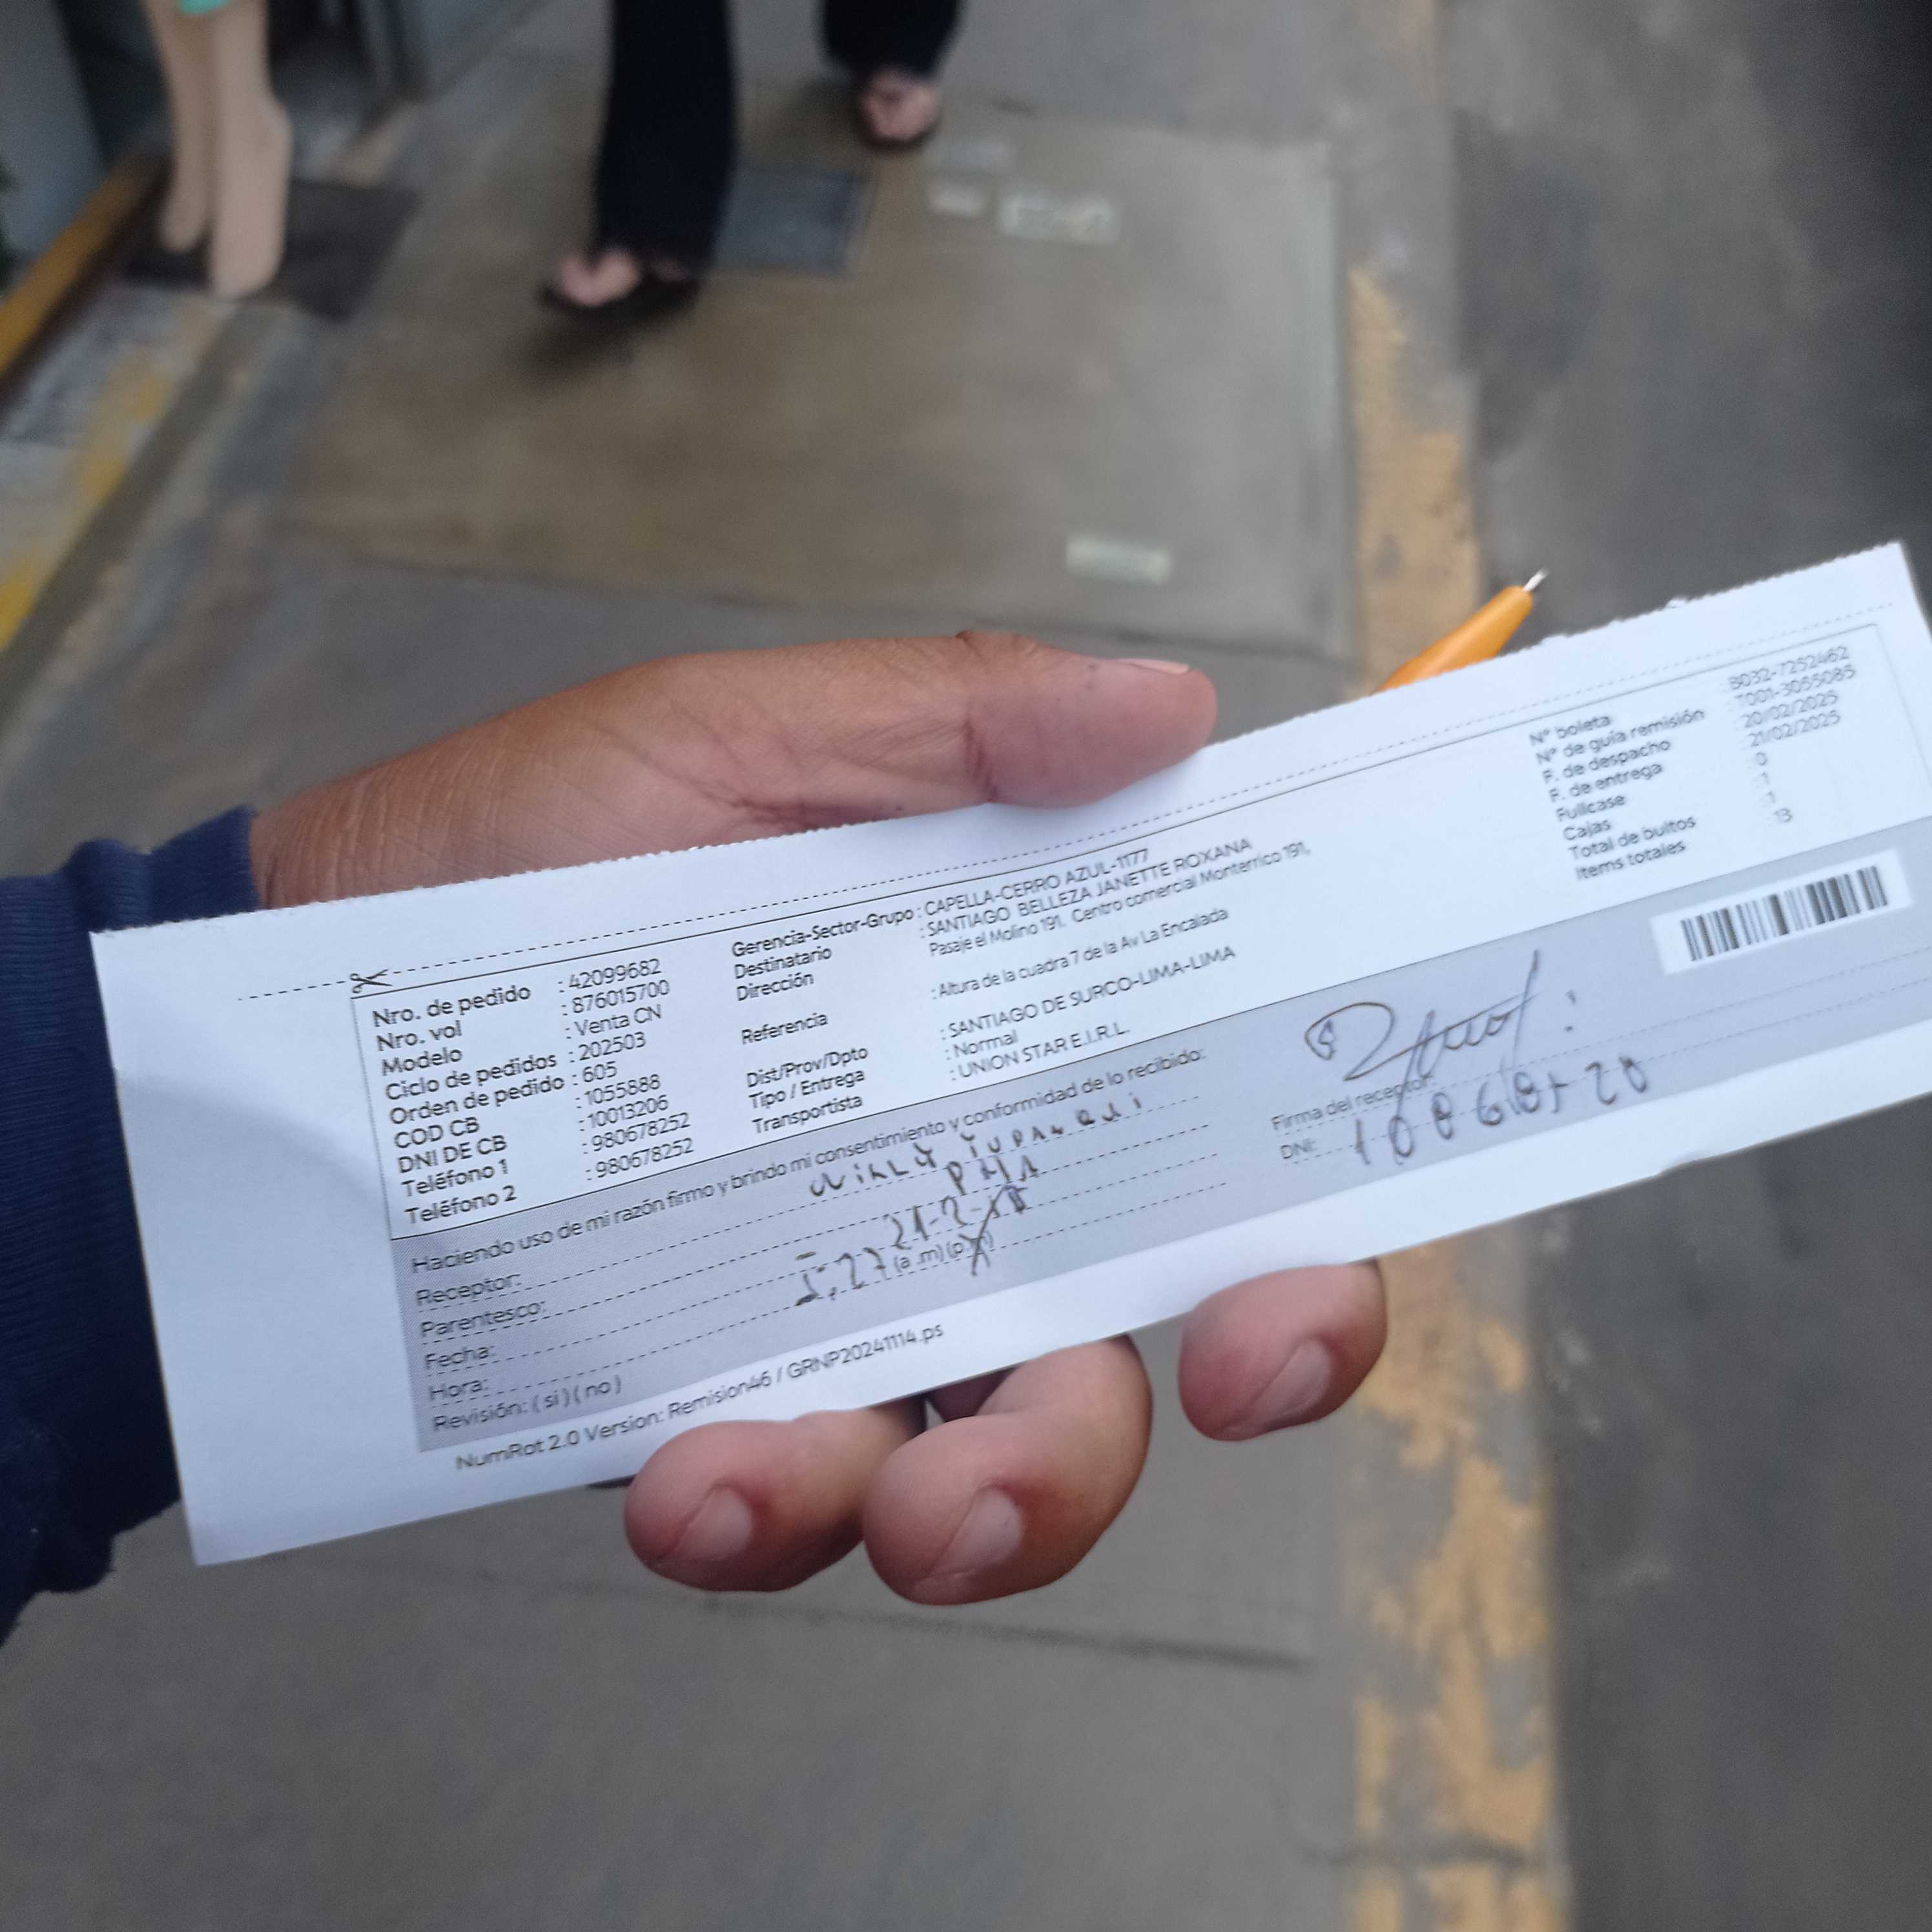 Nro. de pedido : 42099682
Nro. vol : 876015700
Modelo : Venta CN
Ciclo de pedidos : 202503
Orden de pedido : 605
COD CB : 1055888
DNI DE CB : 10013206
Teléfono 1 : 980678252
Teléfono 2 : 980678252
Gerencia-Sector-Grupo : CAPELLA-CERRO AZUL-1177
Destinatario : SANTIAGO BELLEZA JANETTE ROXANA
Dirección Pasaje el Molino 191, Centro comercial Monterrico 191,
Referencia : Altura de la cuadra 7 de la Av La Encalada
Dist/Prov/Dpto : SANTIAGO DE SURCO-LIMA-LIMA
Tipo / Entrega : Normal
Transportista : UNION STAR E.I.R.L.
N° boleta : B032-7252462
N° de guía remisión : T001-3055085
F. de despacho : 20/02/2025
F. de entrega : 21/02/2025
Fullcase : 0
Cajas : 1
Total de bultos : 1
Items totales : 13
Haciendo uso de mi razón firmo y brindo mi consentimiento y conformidad de lo recibido:
Receptor:
Parentesco:
Fecha: 21-2-
Hora: 5:27 (a .m) (p
Revisión: ( si ) ( no )
Firma del receptor:
DNI:
NumRot 2.0 Version: Remision46 / GRNP20241114.ps